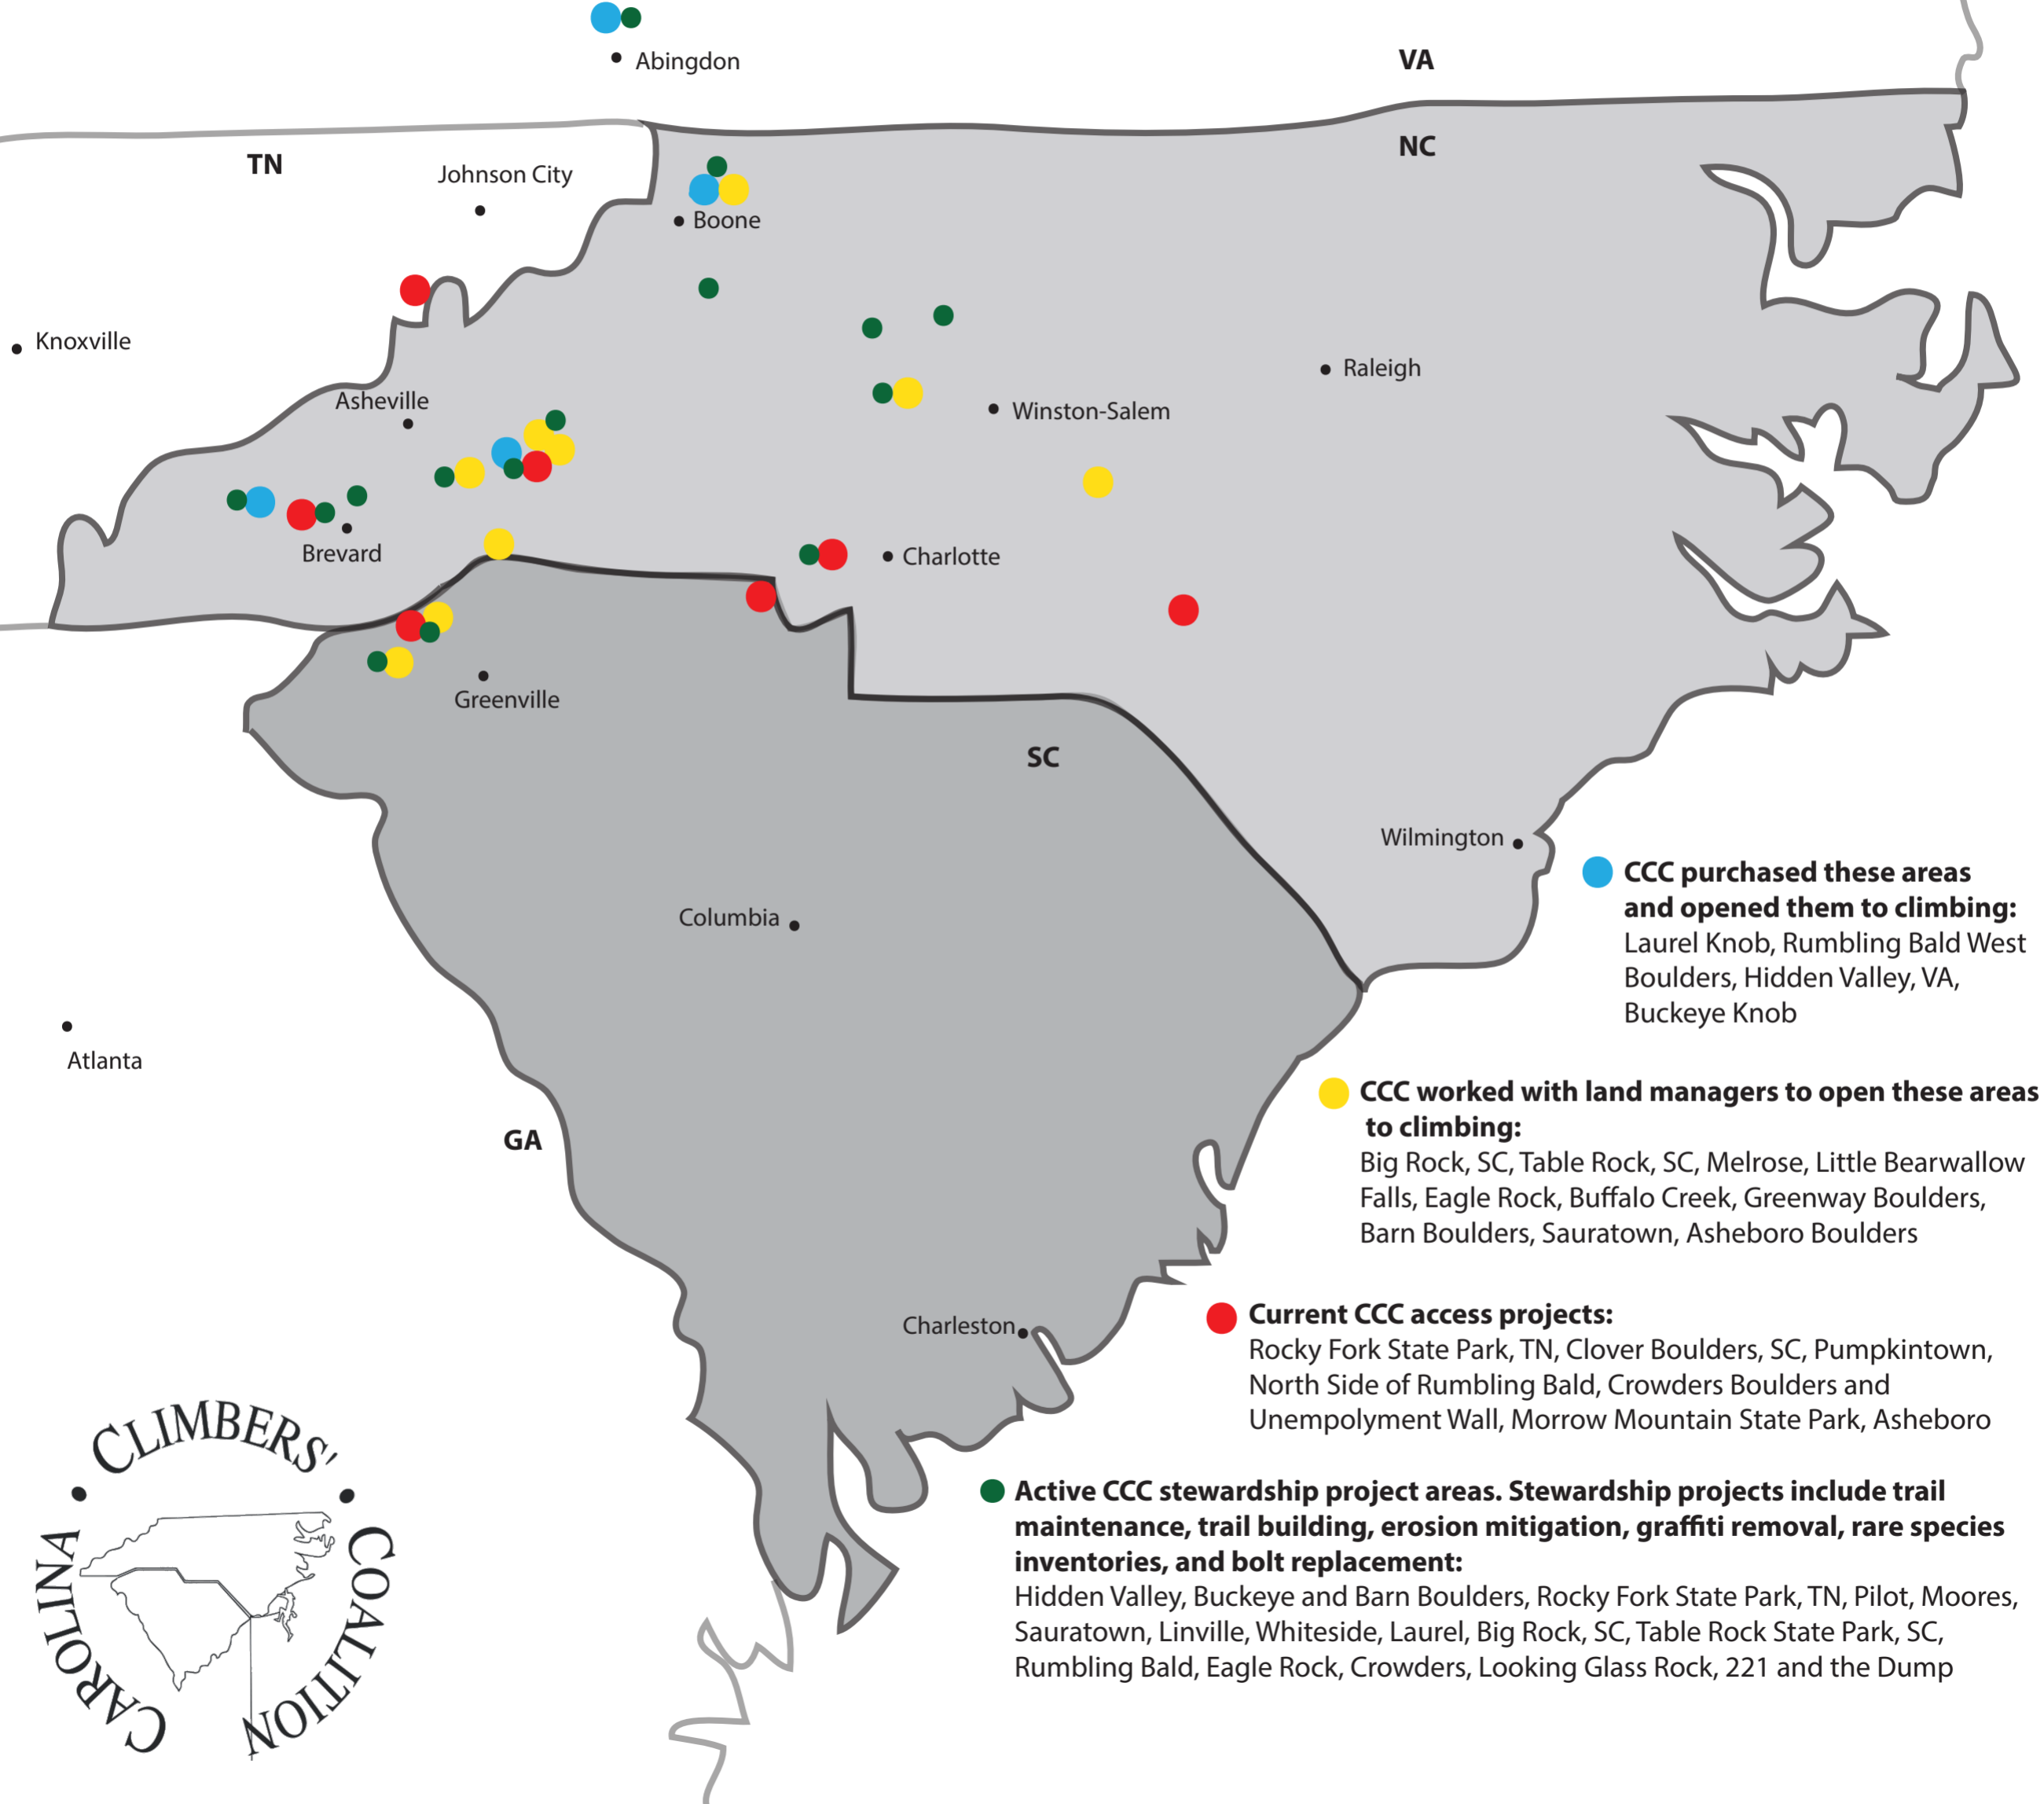 Abingdon
VA
NC
TN
Johnson City
Boone
Knoxville
Raleigh
Asheville
Winston-Salem
Brevard
Charlotte
Greenville
SC
Wilmington
Columbia
Atlanta
GA
Charleston
CCC purchased these areas
and opened them to climbing:
Laurel Knob, Rumbling Bald West
Boulders, Hidden Valley, VA,
Buckeye Knob
CCC worked with land managers to open these areas
to climbing:
Big Rock, SC, Table Rock, SC, Melrose, Little Bearwallow
Falls, Eagle Rock, Buffalo Creek, Greenway Boulders,
Barn Boulders, Sauratown, Asheboro Boulders
Current CCC access projects:
Rocky Fork State Park, TN, Clover Boulders, SC, Pumpkintown,
North Side of Rumbling Bald, Crowders Boulders and
Unempolyment Wall, Morrow Mountain State Park, Asheboro
Active CCC stewardship project areas. Stewardship projects include trail
maintenance, trail building, erosion mitigation, graffiti removal, rare species
inventories, and bolt replacement:
Hidden Valley, Buckeye and Barn Boulders, Rocky Fork State Park, TN, Pilot, Moores,
Sauratown, Linville, Whiteside, Laurel, Big Rock, SC, Table Rock State Park, SC,
Rumbling Bald, Eagle Rock, Crowders, Looking Glass Rock, 221 and the Dump
CAROLINA • CLIMBERS' • COALITION